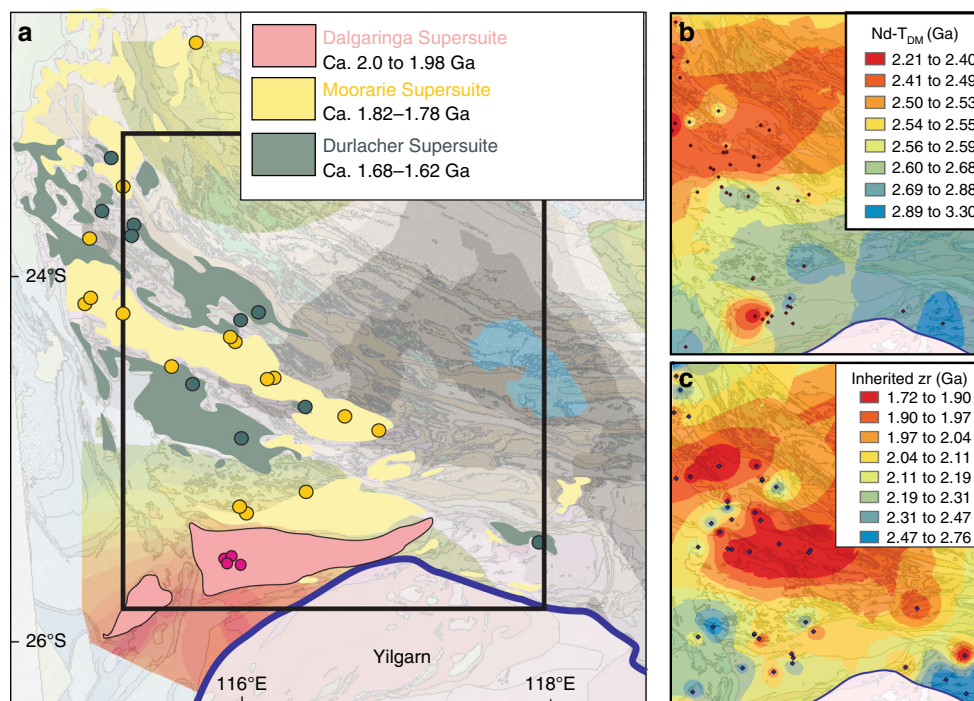 a
Dalgaringa Supersuite
Ca. 2.0 to 1.98 Ga
Moorarie Supersuite
Ca. 1.82–1.78 Ga
Durlacher Supersuite
Ca. 1.68–1.62 Ga
24°S
26°S
Yilgarn
116°E
118°E
b
Nd-TDM (Ga)
2.21 to 2.40
2.41 to 2.49
2.50 to 2.53
2.54 to 2.55
2.56 to 2.59
2.60 to 2.68
2.69 to 2.88
2.89 to 3.30
c
Inherited zr (Ga)
1.72 to 1.90
1.90 to 1.97
1.97 to 2.04
2.04 to 2.11
2.11 to 2.19
2.19 to 2.31
2.31 to 2.47
2.47 to 2.76